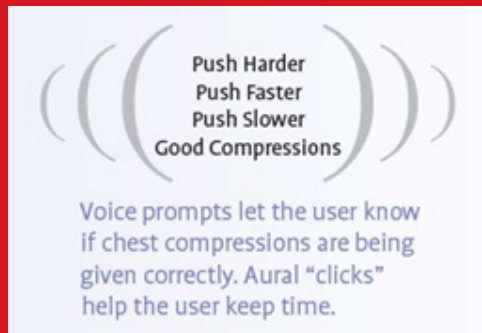 Push Harder
Push Faster
Push Slower
Good Compressions
Voice prompts let the user know
if chest compressions are being
given correctly. Aural “clicks”
help the user keep time.